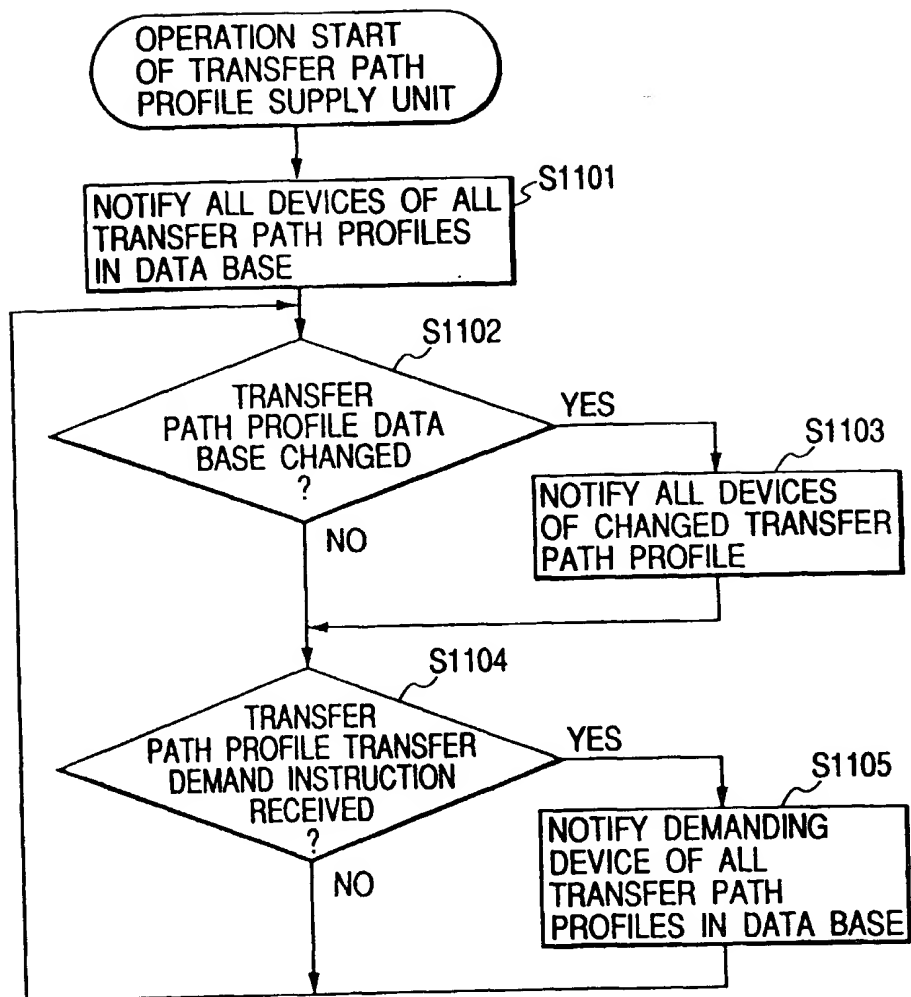 OPERATION START
OF TRANSFER PATH
PROFILE SUPPLY UNIT
S1101
NOTIFY ALL DEVICES OF ALL
TRANSFER PATH PROFILES
IN DATA BASE
S1102
TRANSFER
PATH PROFILE DATA
BASE CHANGED
?
YES
NO
S1103
NOTIFY ALL DEVICES
OF CHANGED TRANSFER
PATH PROFILE
S1104
TRANSFER
PATH PROFILE TRANSFER
DEMAND INSTRUCTION
RECEIVED
?
YES
NO
S1105
NOTIFY DEMANDING
DEVICE OF ALL
TRANSFER PATH
PROFILES IN DATA BASE